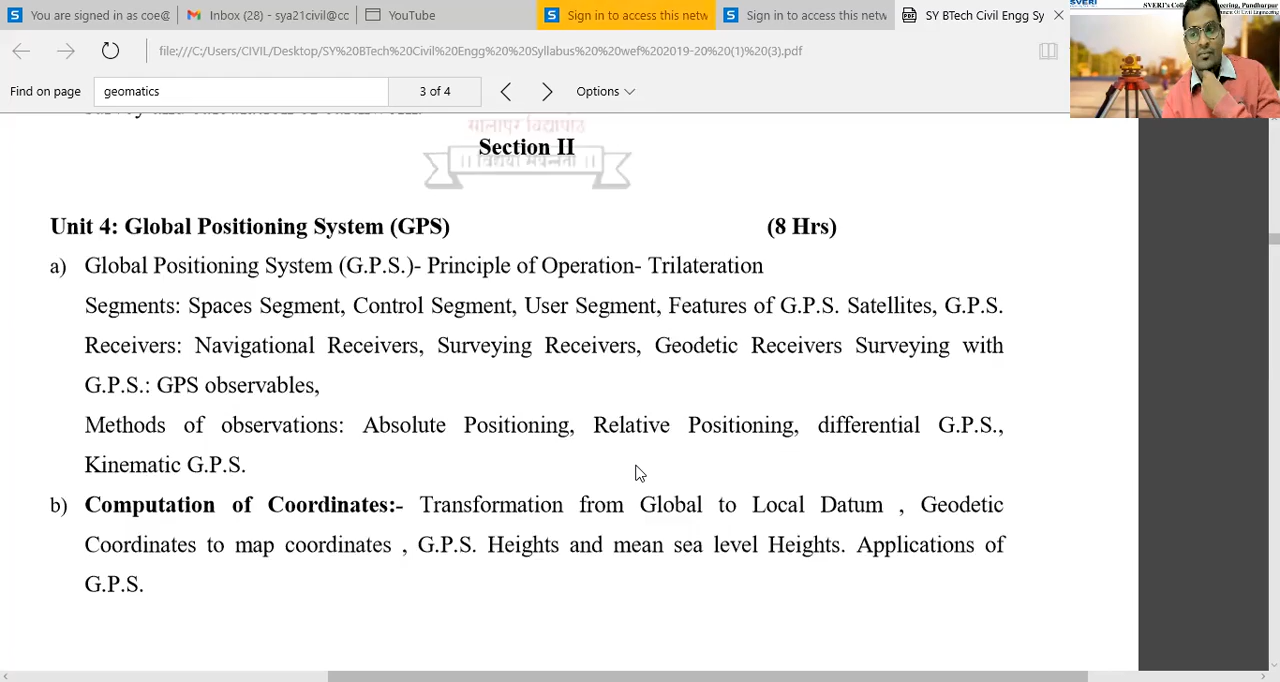 You are signed in as coe@
Inbox (28) - sya21civil@cc
YouTube
Sign in to access this netw
Sign in to access this netw
SY BTech Civil Engg Sy
file:///C:/Users/CIVIL/Desktop/SY%20BTech%20Civil%20Engg%20%20Syllabus%20%20wef%202019-20%20(1)%20(3).pdf
SVERI's College of Engineering, Pandharpur
Find on page
geomatics
3 of 4
Options
Section II
Unit 4: Global Positioning System (GPS) (8 Hrs)
a) Global Positioning System (G.P.S.)- Principle of Operation- Trilateration
Segments: Spaces Segment, Control Segment, User Segment, Features of G.P.S. Satellites, G.P.S.
Receivers: Navigational Receivers, Surveying Receivers, Geodetic Receivers Surveying with
G.P.S.: GPS observables,
Methods of observations: Absolute Positioning, Relative Positioning, differential G.P.S.,
Kinematic G.P.S.
b) Computation of Coordinates:- Transformation from Global to Local Datum , Geodetic
Coordinates to map coordinates , G.P.S. Heights and mean sea level Heights. Applications of
G.P.S.